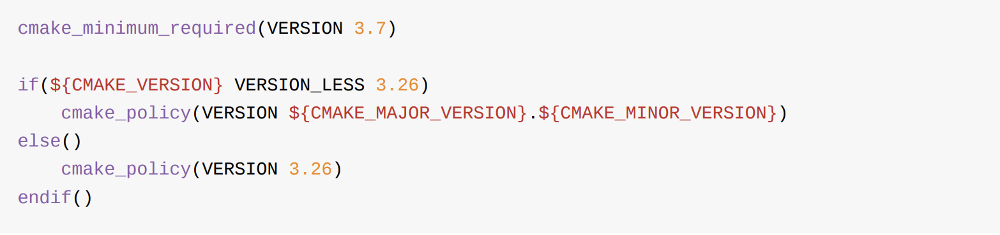 cmake_minimum_required(VERSION 3.7)

if(${CMAKE_VERSION} VERSION_LESS 3.26)
    cmake_policy(VERSION ${CMAKE_MAJOR_VERSION}.${CMAKE_MINOR_VERSION})
else()
    cmake_policy(VERSION 3.26)
endif()